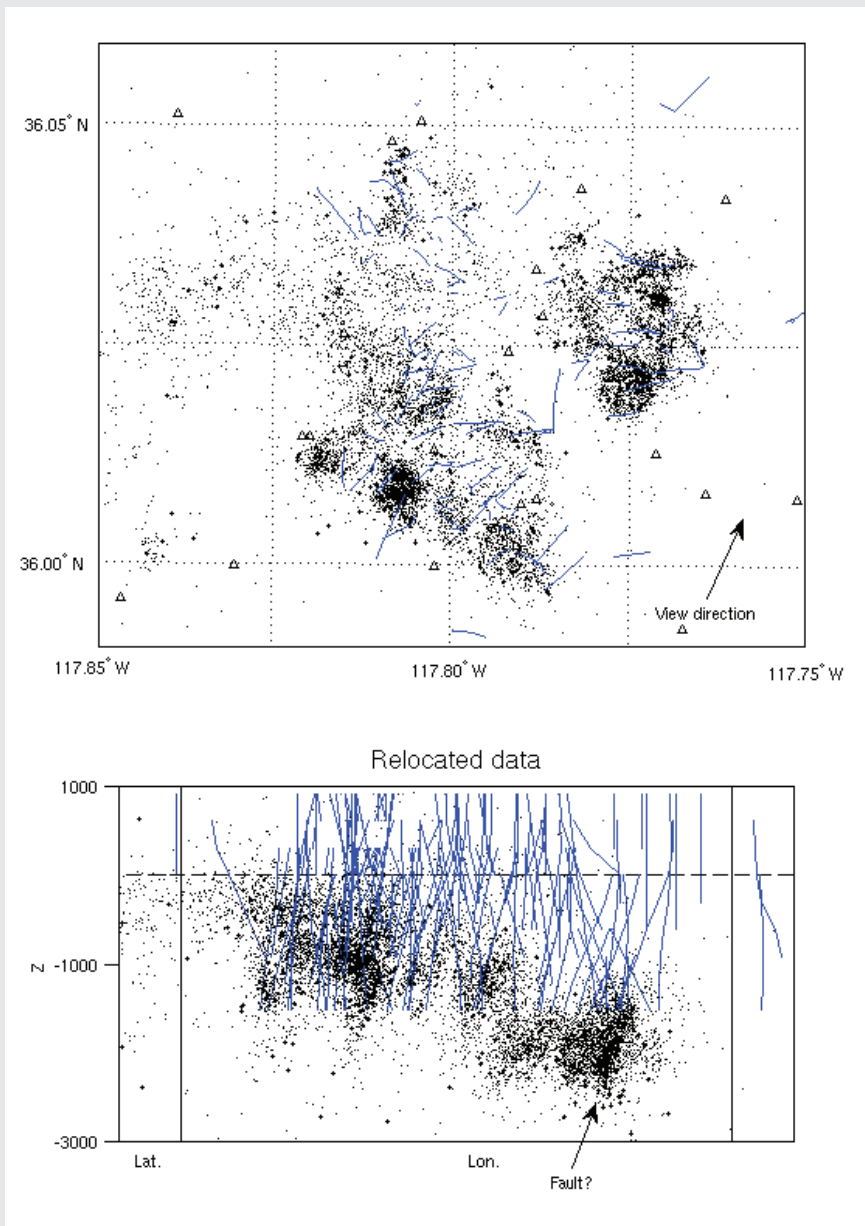 36.05° N
36.00° N
View direction
117.85° W
117.80° W
117.75° W
Relocated data
1000
Z
-1000
-3000
Lat.
Lon.
Fault?